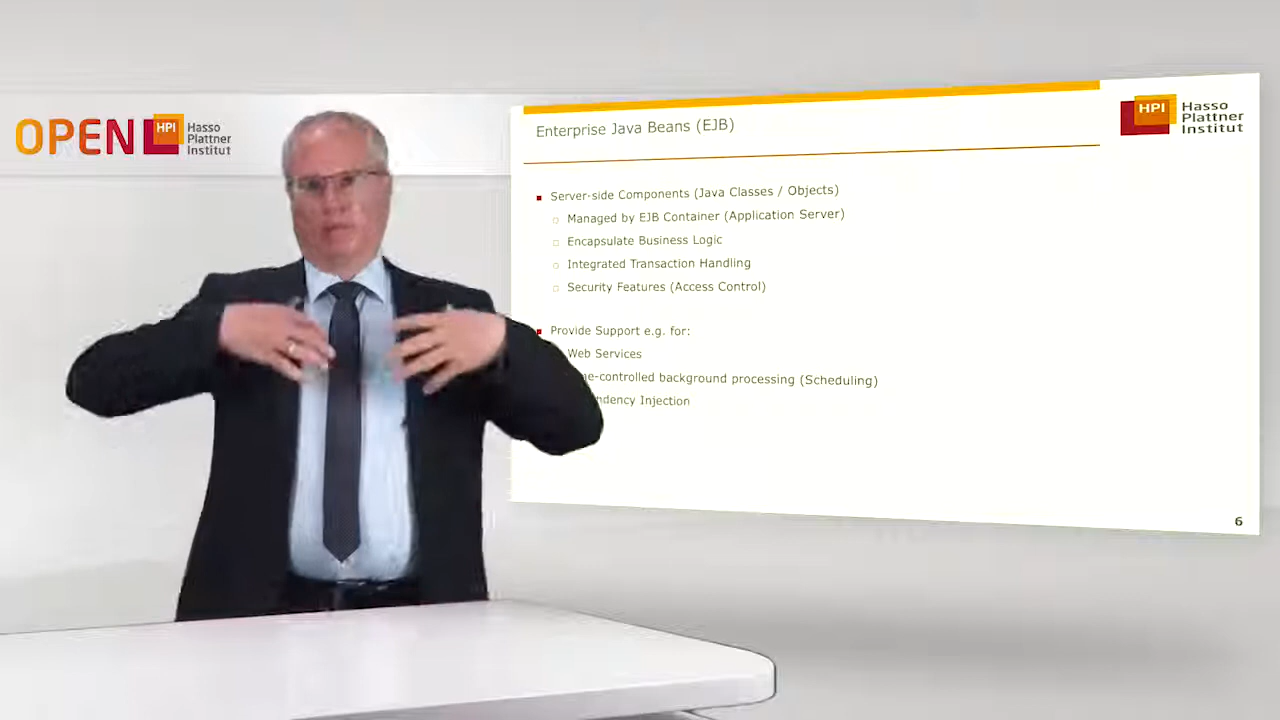 OPEN HPI Hasso
Plattner
Institut
Enterprise Java Beans (EJB)
HPI Hasso
Plattner
Institut
Server-side Components (Java Classes / Objects)
Managed by EJB Container (Application Server)
Encapsulate Business Logic
Integrated Transaction Handling
Security Features (Access Control)
Provide Support e.g. for:
Web Services
e-controlled background processing (Scheduling)
ndency Injection
6